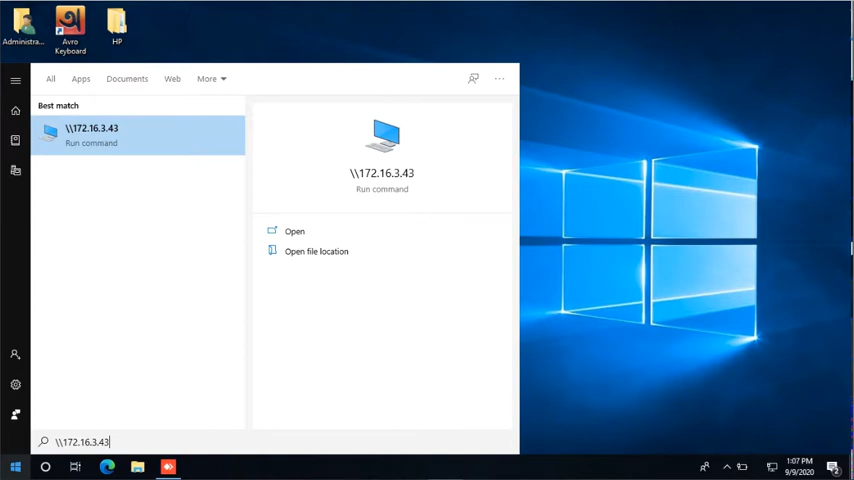 Administra...
Avro
Keyboard
HP
All Apps Documents Web More
Best match
\\172.16.3.43
Run command
\\172.16.3.43
Run command
Open
Open file location
\\172.16.3.43
1:07 PM
9/9/2020
2